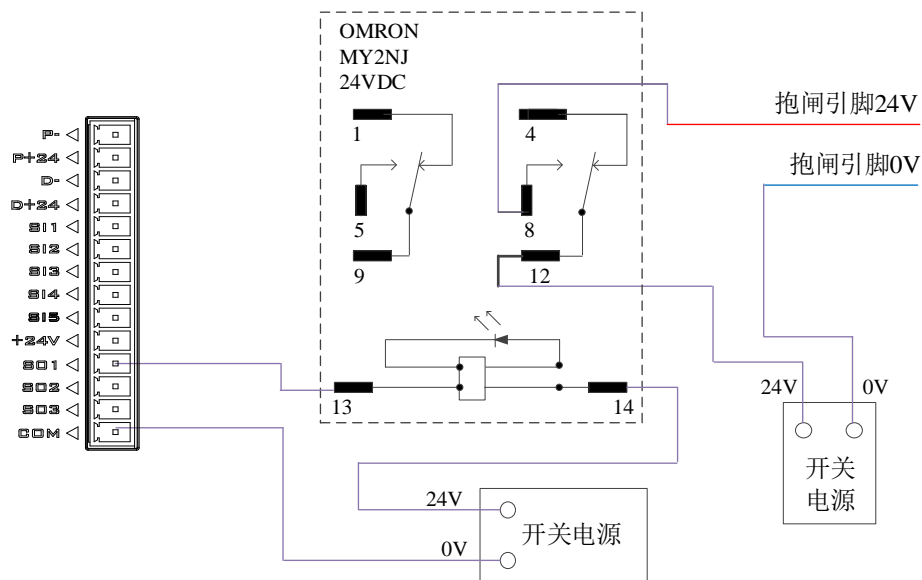 OMRON
MY2NJ
24VDC
1
4
5
8
9
12
13
14
抱闸引脚24V
抱闸引脚0V
P-
P+24
D-
D+24
SI1
SI2
SI3
SI4
SI5
+24V
SO1
SO2
SO3
COM
24V
0V
开关
电源
24V
0V
开关电源